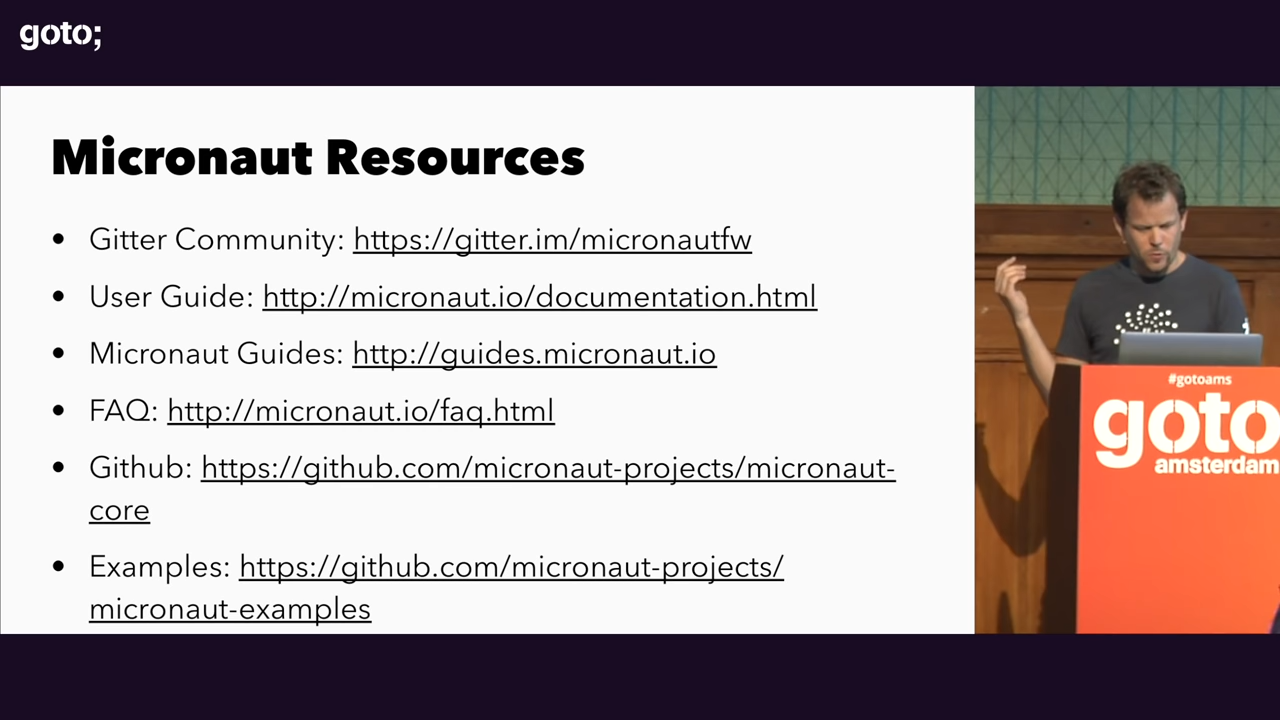 goto;
Micronaut Resources
• Gitter Community: https://gitter.im/micronautfw
• User Guide: http://micronaut.io/documentation.html
• Micronaut Guides: http://guides.micronaut.io
• FAQ: http://micronaut.io/faq.html
• Github: https://github.com/micronaut-projects/micronaut-
core
• Examples: https://github.com/micronaut-projects/
micronaut-examples
#gotoams
goto
amsterdam